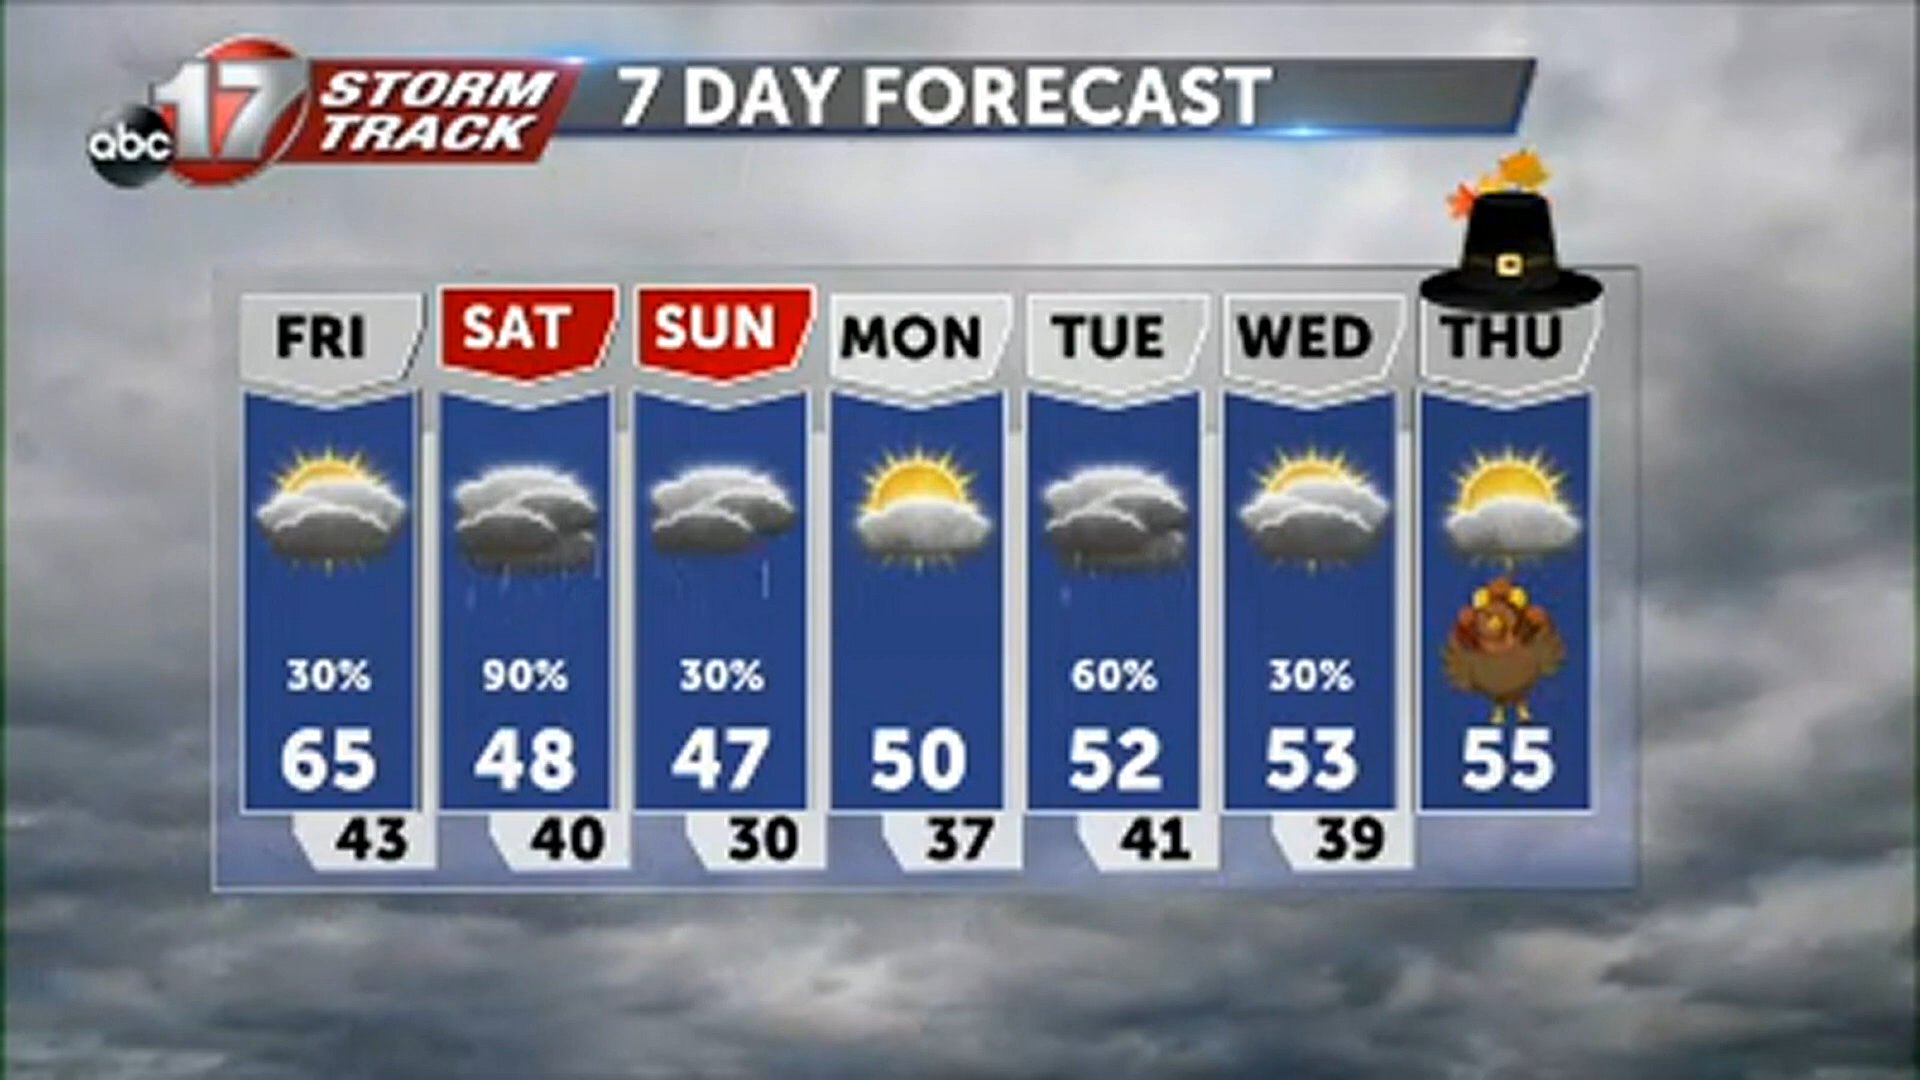 abc 17 STORM TRACK
7 DAY FORECAST
FRI SAT SUN MON TUE WED THU
30% 90% 30% 60% 30%
65 48 47 50 52 53 55
43 40 30 37 41 39